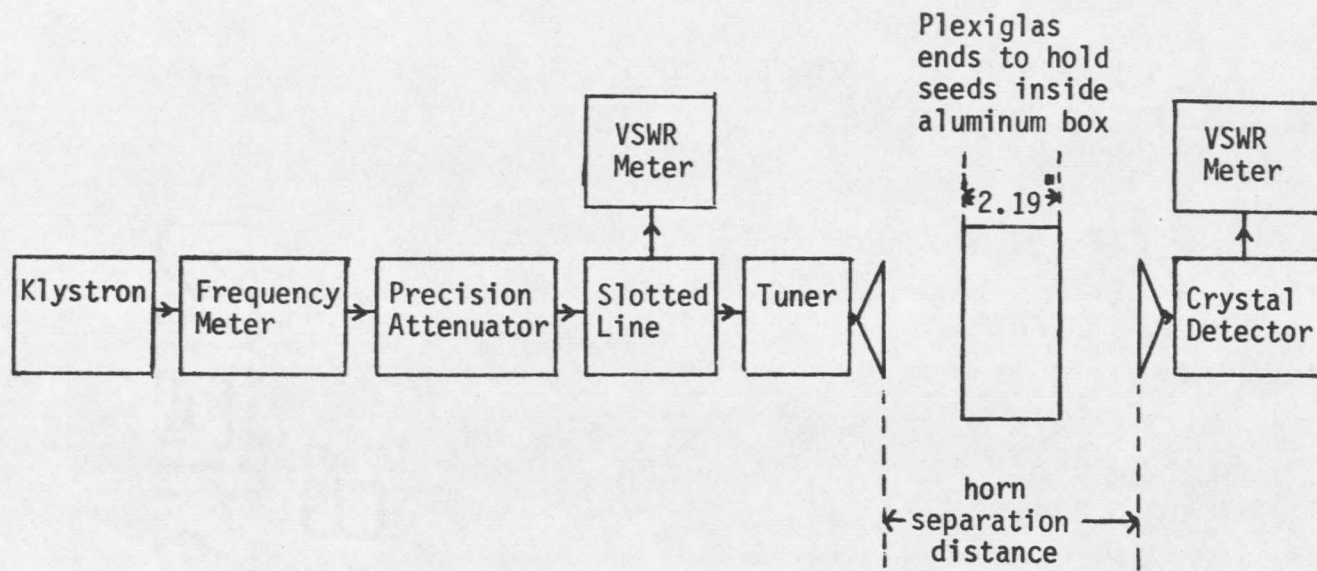 Plexiglas
ends to hold
seeds inside
aluminum box
VSWR
Meter
VSWR
Meter
2.19"
Klystron
Frequency
Meter
Precision
Attenuator
Slotted
Line
Tuner
Crystal
Detector
horn
separation
distance